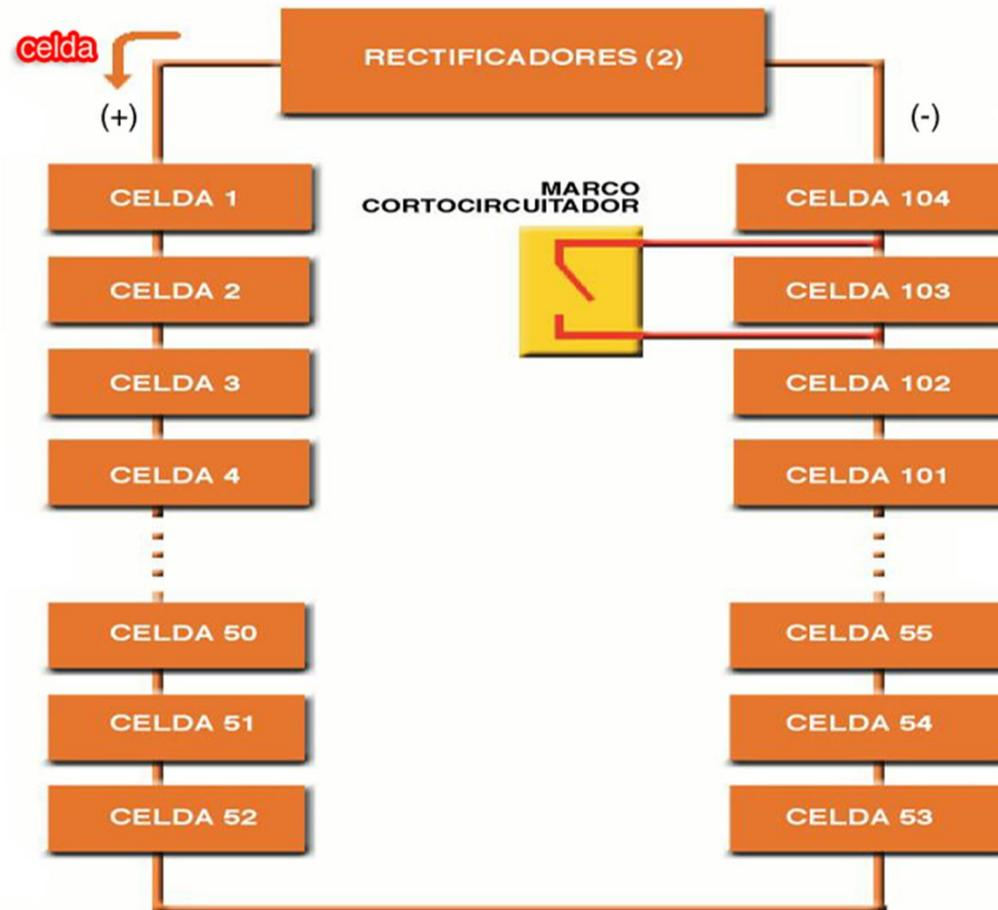 celda
RECTIFICADORES (2)
(+)
(-)
CELDA 1
CELDA 2
CELDA 3
CELDA 4
CELDA 50
CELDA 51
CELDA 52
MARCO
CORTOCIRCUITADOR
CELDA 104
CELDA 103
CELDA 102
CELDA 101
CELDA 55
CELDA 54
CELDA 53